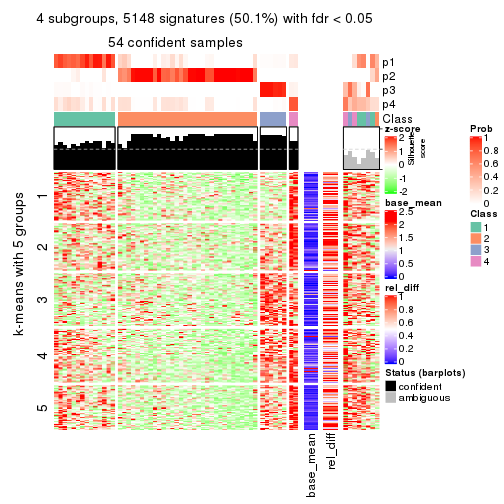 4 subgroups, 5148 signatures (50.1%) with fdr < 0.05
54 confident samples
p1
p2
p3
p4
Class
Silhouette
score
k-means with 5 groups
1
2
3
4
5
base_mean
rel_diff
z-score
2
1
0
-1
-2
base_mean
2.5
2
1.5
1
0.5
0
rel_diff
1
0.8
0.6
0.4
0.2
0
Status (barplots)
confident
ambiguous
Prob
1
0.8
0.6
0.4
0.2
0
Class
1
2
3
4